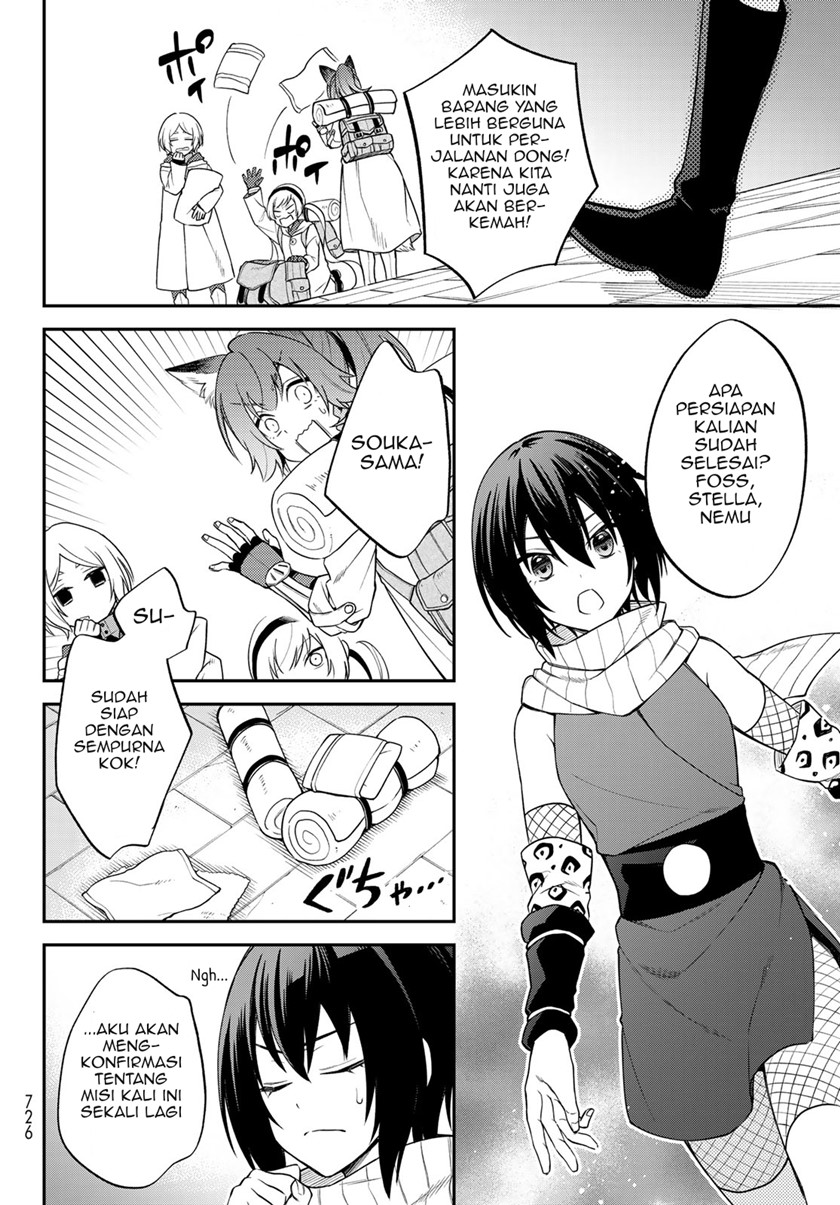 ポイ
ポイ
MASUKIN
BARANG YANG
LEBIH BERGUNA
UNTUK PER-
JALANAN DONG!
KARENA KITA
NANTI JUGA
AKAN BER-
KEMAH!
APA
PERSIAPAN
KALIAN
SUDAH
SELESAI?
FOSS,
STELLA,
NEMU
SOUKA-
SAMA!
SU-
SUDAH
SIAP
DENGAN
SEMPURNA
KOK!
ぐちゃ...
Ngh...
...AKU AKAN
MENG-
KONFIRMASI
TENTANG
MISI KALI INI
SEKALI LAGI
726